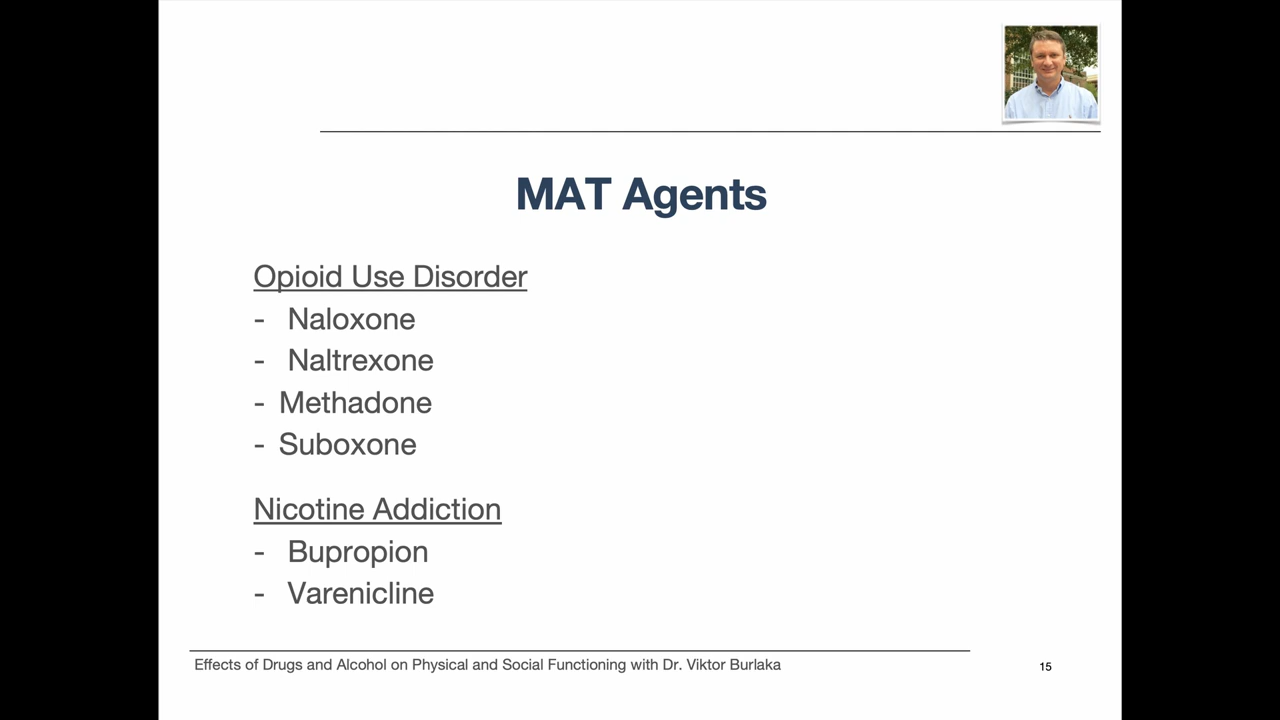 MAT Agents
Opioid Use Disorder
- Naloxone
- Naltrexone
- Methadone
- Suboxone
Nicotine Addiction
- Bupropion
- Varenicline
Effects of Drugs and Alcohol on Physical and Social Functioning with Dr. Viktor Burlaka
15